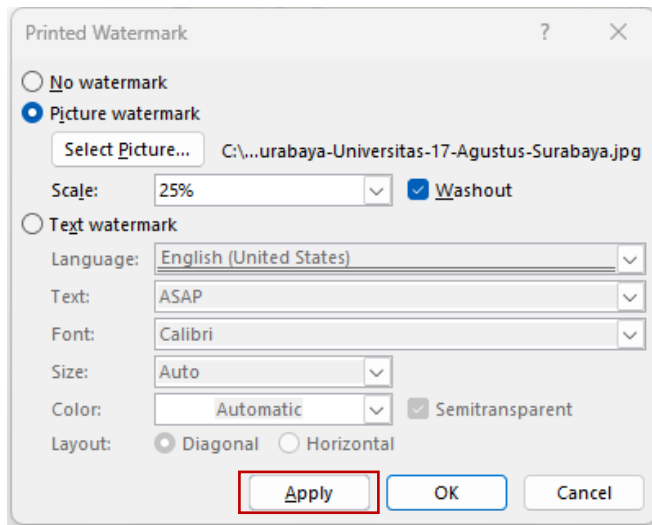 Printed Watermark ?
No watermark
Picture watermark
Select Picture... C:\...urabaya-Universitas-17-Agustus-Surabaya.jpg
Scale: 25% Washout
Text watermark
Language: English (United States)
Text: ASAP
Font: Calibri
Size: Auto
Color: Automatic Semitransparent
Layout: Diagonal Horizontal
Apply OK Cancel